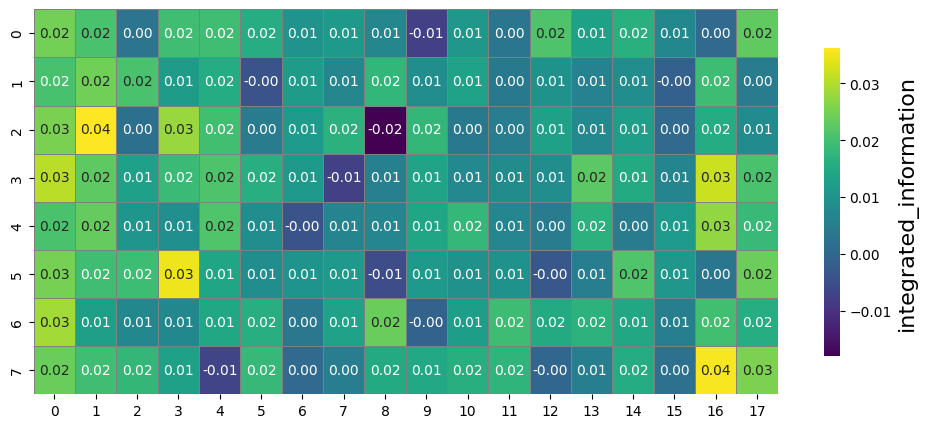 0 0.02 0.02 0.00 0.02 0.02 0.02 0.01 0.01 0.01 -0.01 0.01 0.00 0.02 0.01 0.02 0.01 0.00 0.02
1 0.02 0.02 0.02 0.01 0.02 -0.00 0.01 0.01 0.02 0.01 0.01 0.00 0.01 0.01 0.01 -0.00 0.02 0.00
2 0.03 0.04 0.00 0.03 0.02 0.00 0.01 0.02 -0.02 0.02 0.00 0.00 0.01 0.01 0.01 0.00 0.02 0.01
3 0.03 0.02 0.01 0.02 0.02 0.02 0.01 -0.01 0.01 0.01 0.01 0.01 0.01 0.02 0.01 0.01 0.03 0.02
4 0.02 0.02 0.01 0.01 0.02 0.01 -0.00 0.01 0.01 0.01 0.02 0.01 0.00 0.02 0.00 0.01 0.03 0.02
5 0.03 0.02 0.02 0.03 0.01 0.01 0.01 0.01 -0.01 0.01 0.01 0.01 -0.00 0.01 0.02 0.01 0.00 0.02
6 0.03 0.01 0.01 0.01 0.01 0.02 0.00 0.01 0.02 -0.00 0.01 0.02 0.02 0.02 0.01 0.01 0.02 0.02
7 0.02 0.02 0.02 0.01 -0.01 0.02 0.00 0.00 0.02 0.01 0.02 0.02 -0.00 0.01 0.02 0.00 0.04 0.03
0 1 2 3 4 5 6 7 8 9 10 11 12 13 14 15 16 17
0.03
0.02
0.01
0.00
−0.01
integrated_information